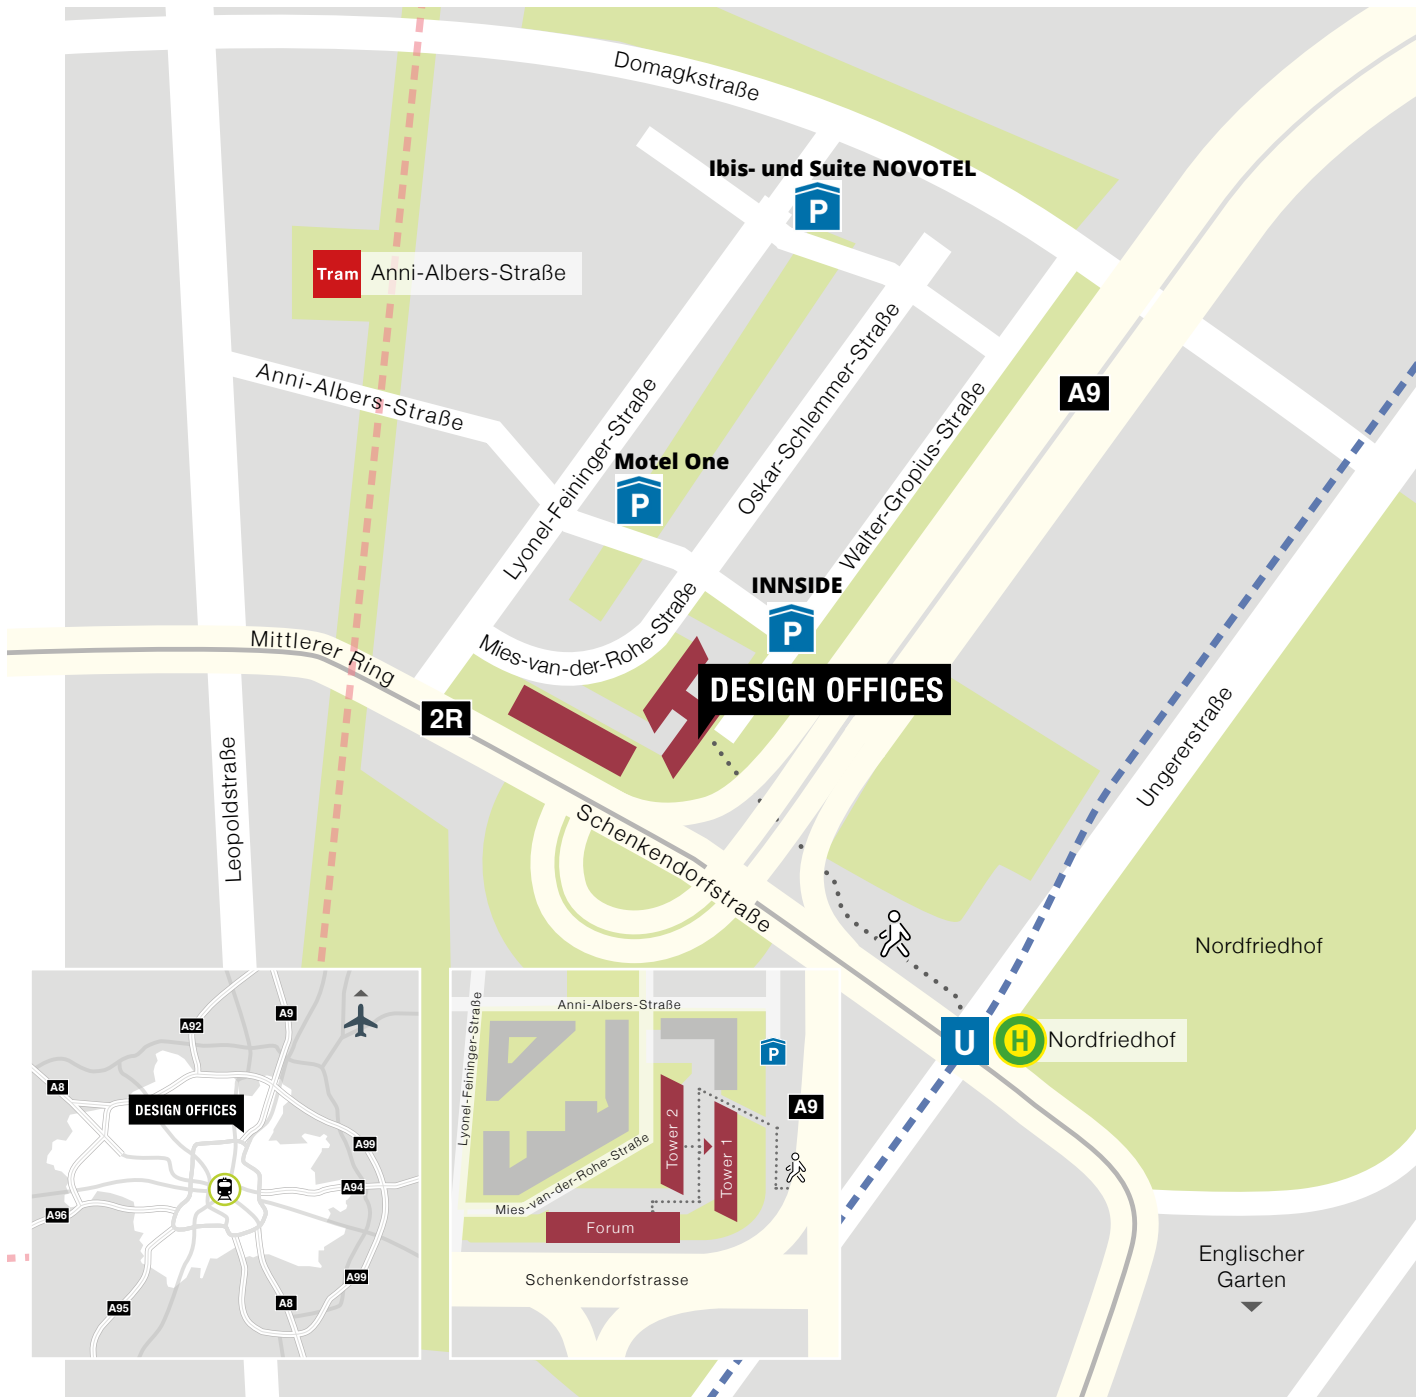 Domagkstraße
Ibis- und Suite NOVOTEL
P
Tram
Anni-Albers-Straße
Anni-Albers-Straße
Lyonel-Feininger-Straße
Oskar-Schlemmer-Straße
Walter-Gropius-Straße
A9
Motel One
P
INNSIDE
P
Mies-van-der-Rohe-Straße
DESIGN OFFICES
Mittlerer Ring
2R
Leopoldstraße
Schenkendorfstraße
Ungererstraße
Nordfriedhof
U
H
Nordfriedhof
Englischer
Garten
A92
A9
A8
DESIGN OFFICES
A99
A94
A96
A99
A95
A8
Anni-Albers-Straße
Lyonel-Feininger-Straße
P
A9
Tower 2
Tower 1
Mies-van-der-Rohe-Straße
Forum
Schenkendorfstrasse